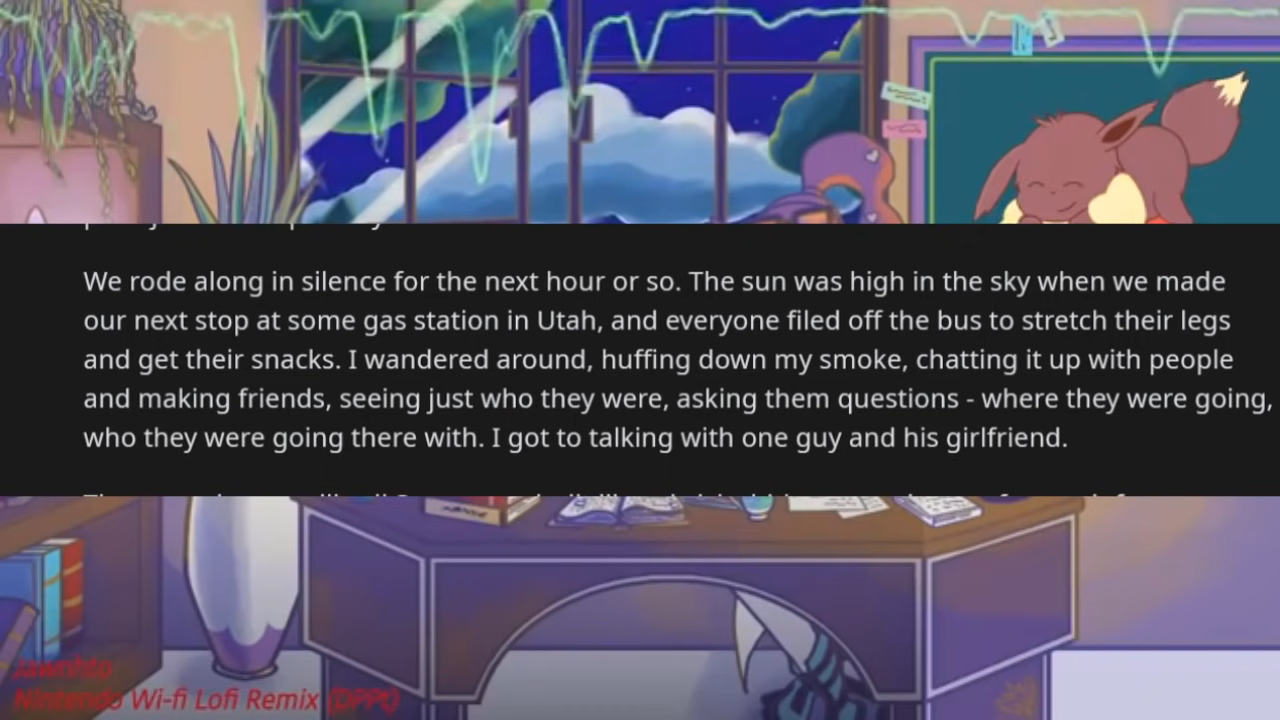 We rode along in silence for the next hour or so. The sun was high in the sky when we made
our next stop at some gas station in Utah, and everyone filed off the bus to stretch their legs
and get their snacks. I wandered around, huffing down my smoke, chatting it up with people
and making friends, seeing just who they were, asking them questions - where they were going,
who they were going there with. I got to talking with one guy and his girlfriend.
Jawnhto
Nintendo Wi-fi Lofi Remix (DPPt)